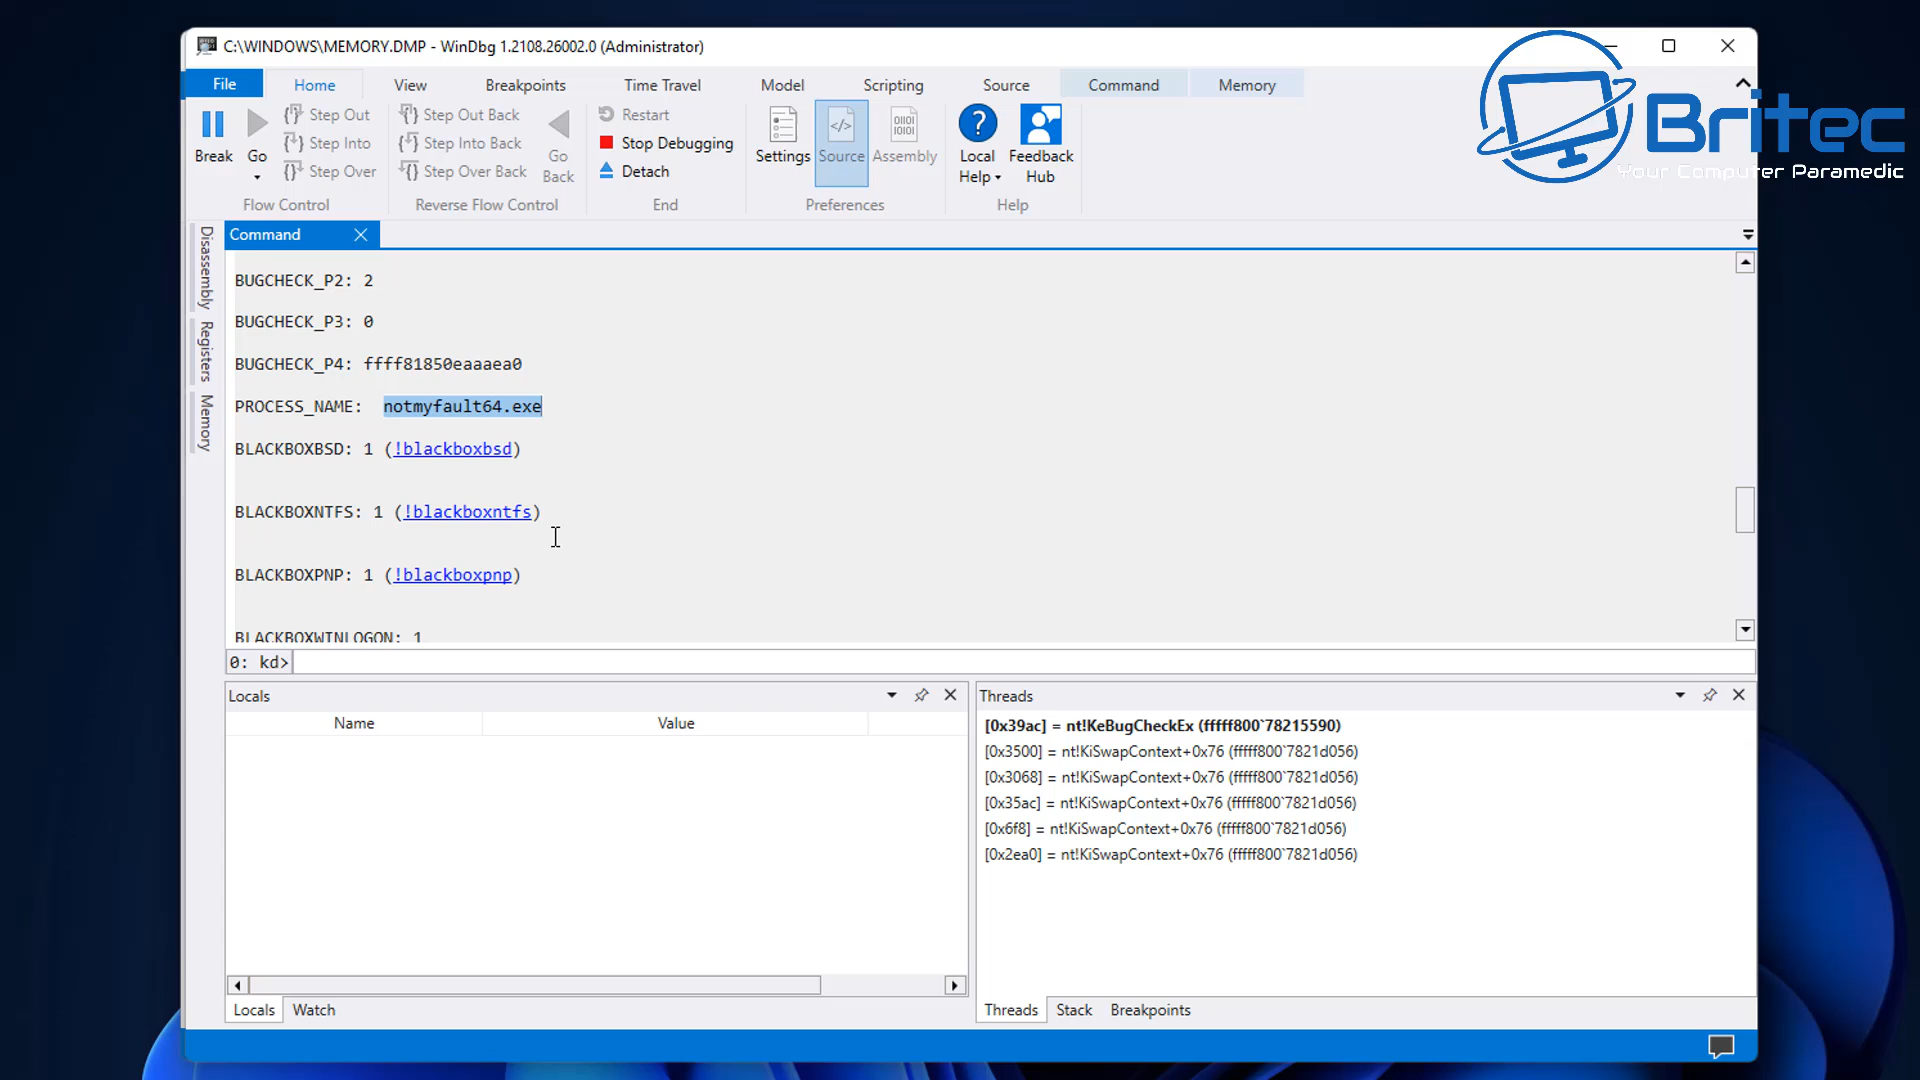 C:\WINDOWS\MEMORY.DMP - WinDbg 1.2108.26002.0 (Administrator)
File Home View Breakpoints Time Travel Model Scripting Source Command Memory
Break
Go
Step Out
Step Into
Step Over
Flow Control
Step Out Back
Step Into Back
Step Over Back
Go Back
Reverse Flow Control
Restart
Stop Debugging
Detach
End
Settings
Source
Assembly
Preferences
Local Help
Feedback Hub
Help
Britec
Your Computer Paramedic
Disassembly
Registers
Memory
Command
BUGCHECK_P2: 2
BUGCHECK_P3: 0
BUGCHECK_P4: ffff81850eaaaea0
PROCESS_NAME: notmyfault64.exe
BLACKBOXBSD: 1 (!blackboxbsd)
BLACKBOXNTFS: 1 (!blackboxntfs)
BLACKBOXPNP: 1 (!blackboxpnp)
BLACKBOXWINLOGON: 1
0: kd>
Locals
Name Value
Locals Watch
Threads
[0x39ac] = nt!KeBugCheckEx (fffff800`78215590)
[0x3500] = nt!KiSwapContext+0x76 (fffff800`7821d056)
[0x3068] = nt!KiSwapContext+0x76 (fffff800`7821d056)
[0x35ac] = nt!KiSwapContext+0x76 (fffff800`7821d056)
[0x6f8] = nt!KiSwapContext+0x76 (fffff800`7821d056)
[0x2ea0] = nt!KiSwapContext+0x76 (fffff800`7821d056)
Threads Stack Breakpoints